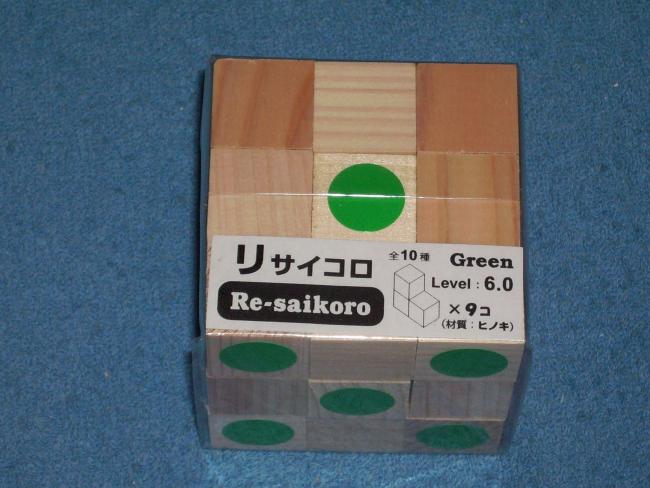 リサイコロ
Re-saikoro
全10種
Green
Level : 6.0
×9コ
(材質：ヒノキ)